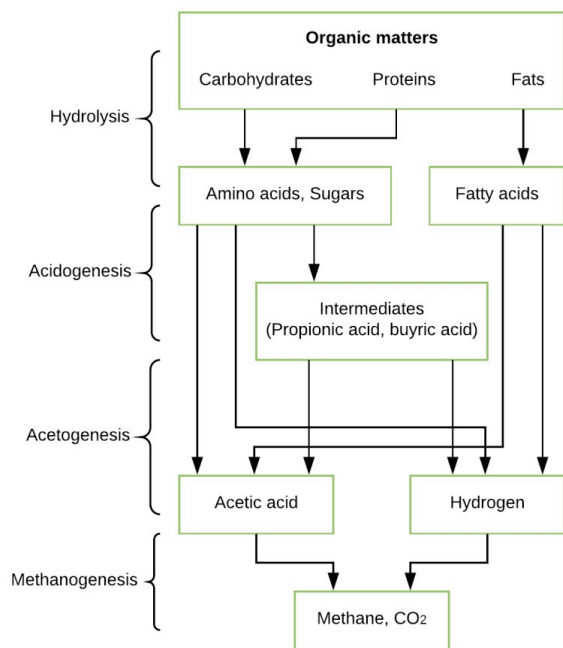 Organic matters
Carbohydrates Proteins Fats
Hydrolysis
Amino acids, Sugars Fatty acids
Acidogenesis
Intermediates
(Propionic acid, buyric acid)
Acetogenesis
Acetic acid Hydrogen
Methanogenesis
Methane, CO2